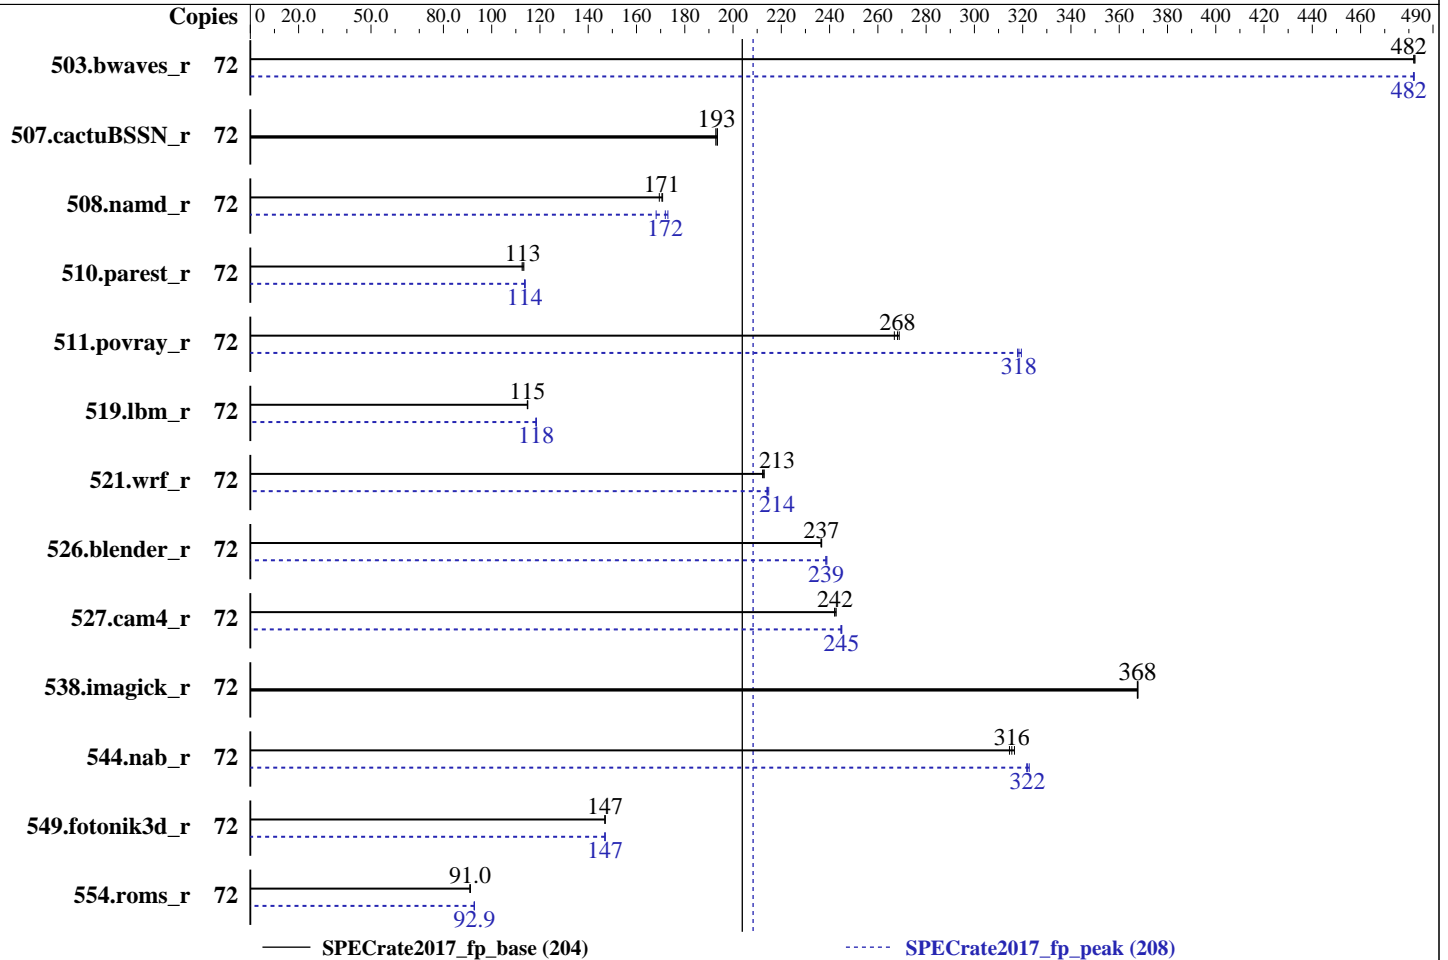 Copies 0 20.0 50.0 80.0 100 120 140 160 180 200 220 240 260 280 300 320 340 360 380 400 420 440 460 490
503.bwaves_r 72 482
482
507.cactuBSSN_r 72 193
508.namd_r 72 171
172
510.parest_r 72 113
114
511.povray_r 72 268
318
519.lbm_r 72 115
118
521.wrf_r 72 213
214
526.blender_r 72 237
239
527.cam4_r 72 242
245
538.imagick_r 72 368
544.nab_r 72 316
322
549.fotonik3d_r 72 147
147
554.roms_r 72 91.0
92.9
SPECrate2017_fp_base (204) SPECrate2017_fp_peak (208)